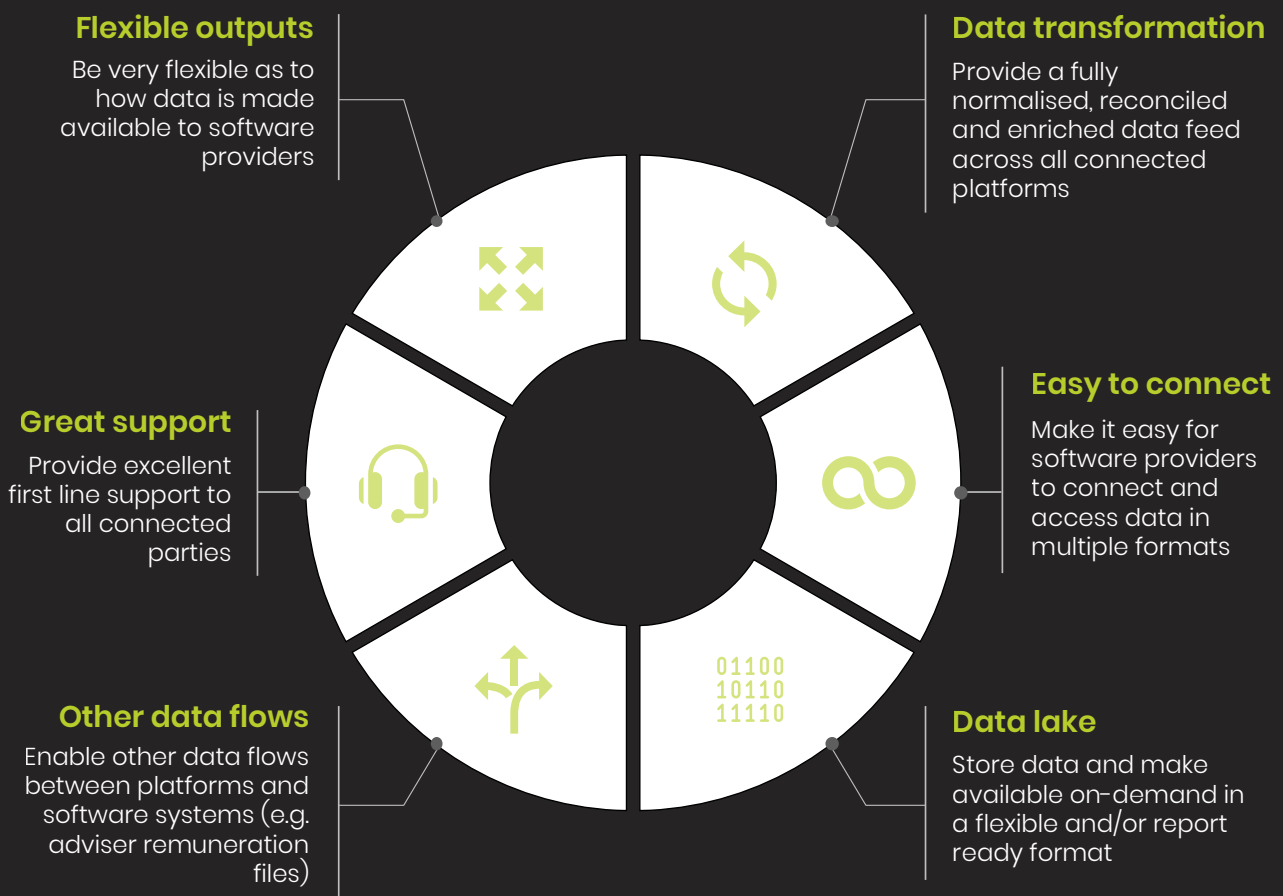 Flexible outputs
Be very flexible as to
how data is made
available to software
providers
Data transformation
Provide a fully
normalised, reconciled
and enriched data feed
across all connected
platforms
Great support
Provide excellent
first line support to
all connected
parties
Easy to connect
Make it easy for
software providers
to connect and
access data in
multiple formats
01100
10110
11110
Other data flows
Enable other data flows
between platforms and
software systems (e.g.
adviser remuneration
files)
Data lake
Store data and make
available on-demand in
a flexible and/or report
ready format